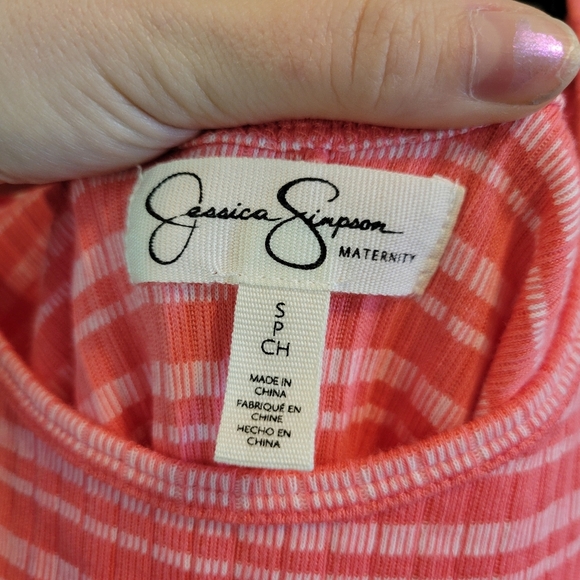 Jessica Simpson
MATERNITY
S
P
CH
MADE IN
CHINA
FABRIQUÉ EN
CHINE
HECHO EN
CHINA